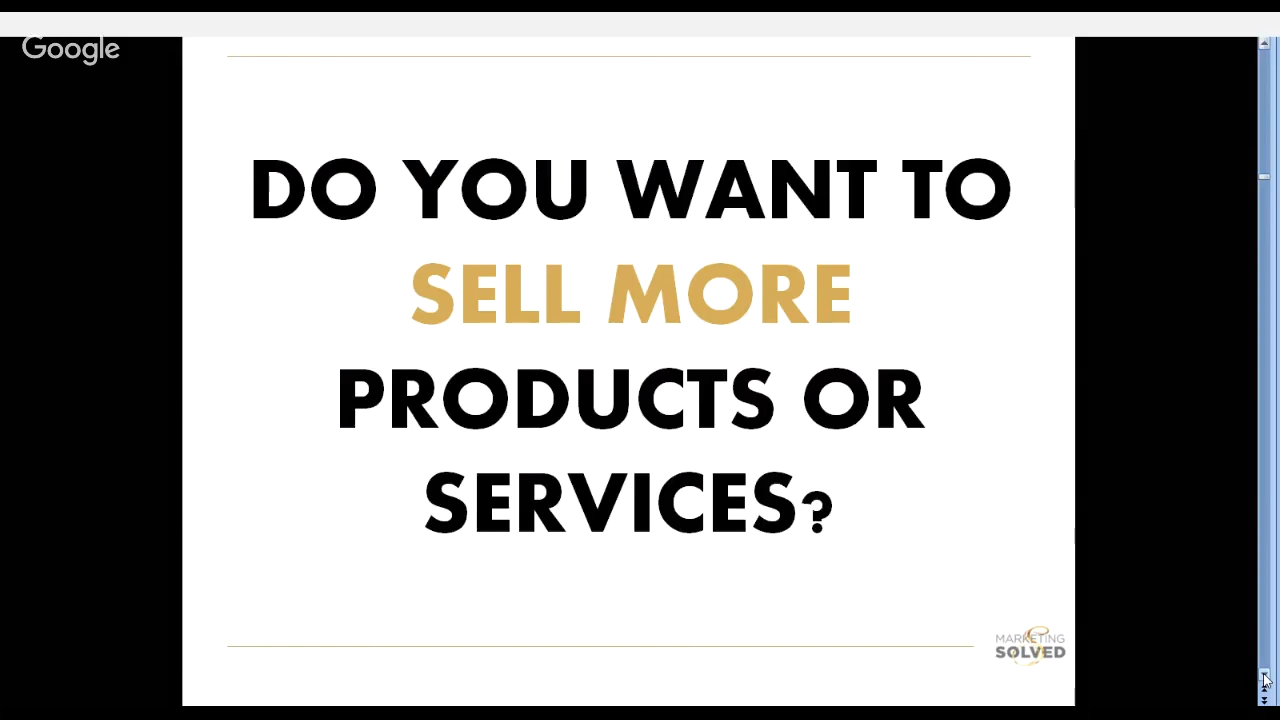 Google
DO YOU WANT TO
SELL MORE
PRODUCTS OR
SERVICES?
MARKETING
SOLVED